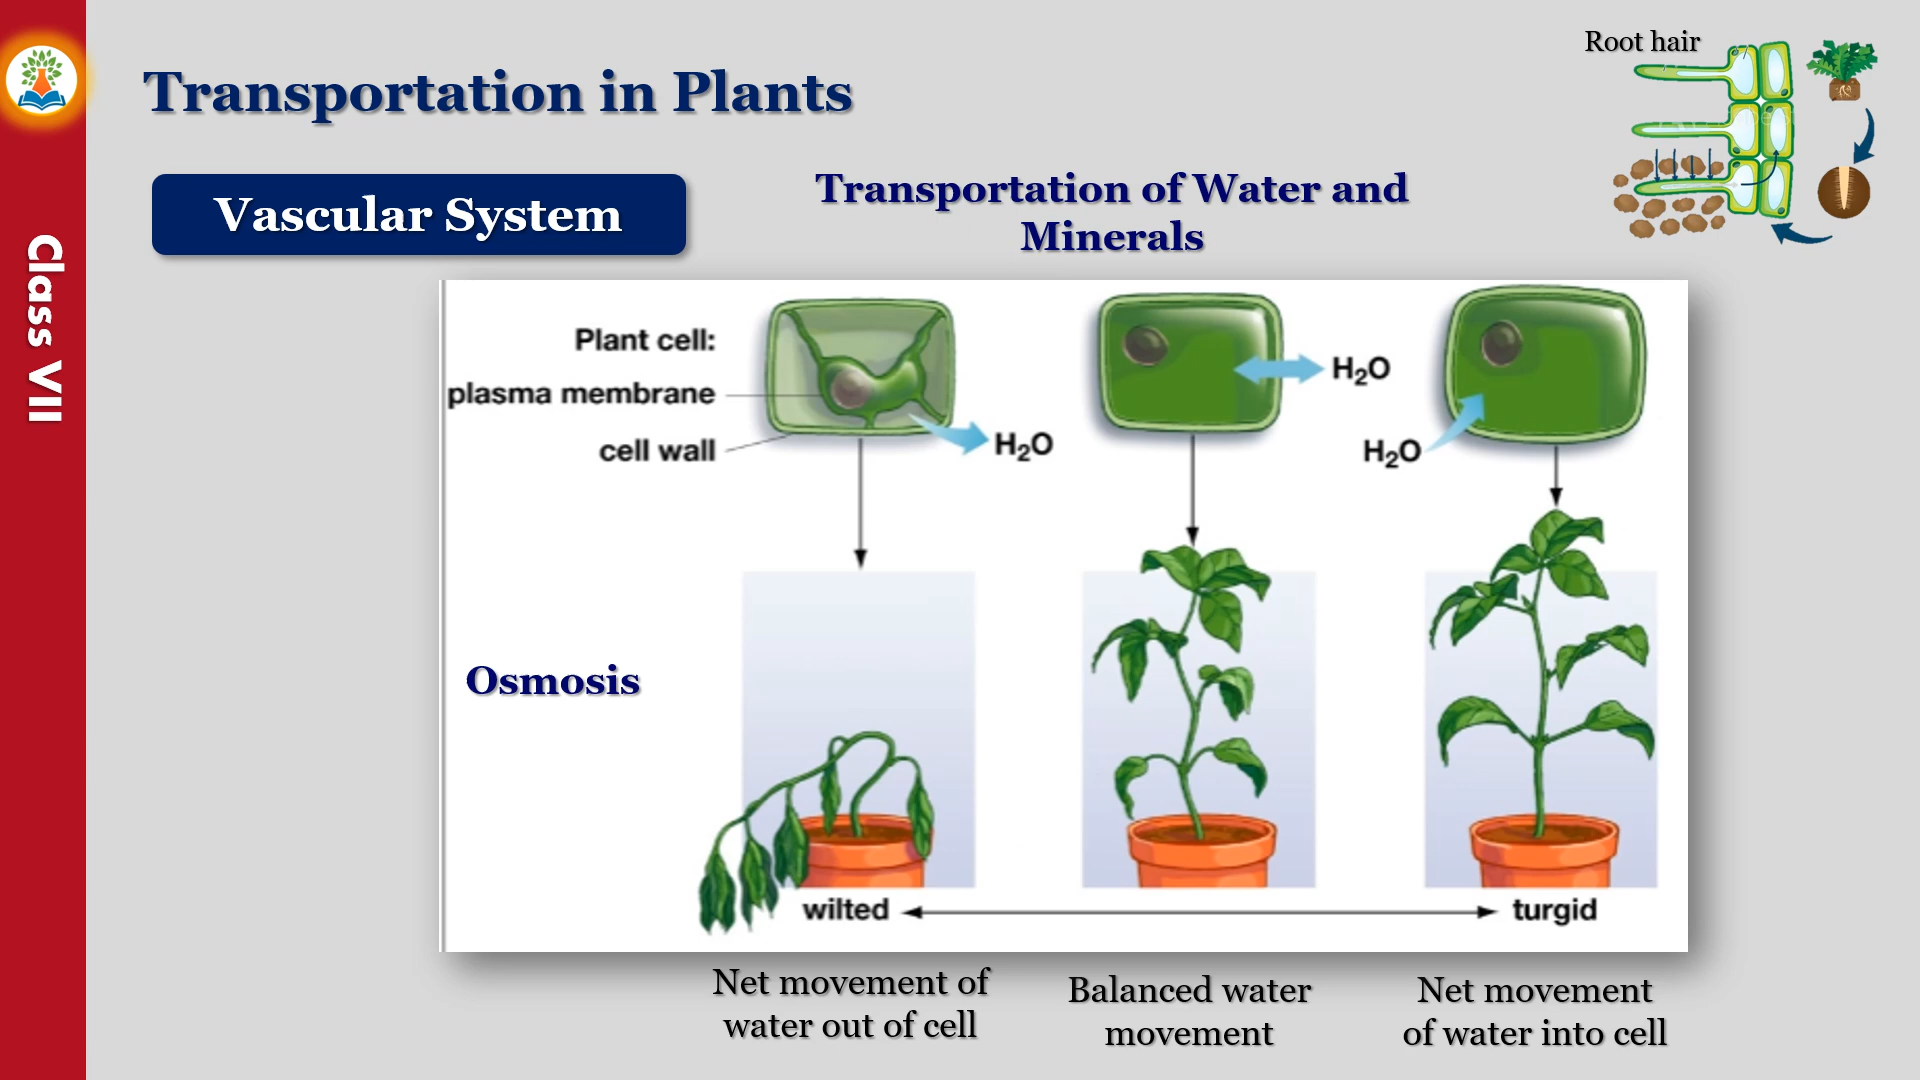 Root hair
Transportation in Plants
Class VII
Vascular System
Transportation of Water and
Minerals
Plant cell:
plasma membrane
cell wall
H₂O
H₂O
H₂O
Osmosis
wilted
turgid
Net movement of
water out of cell
Balanced water
movement
Net movement
of water into cell